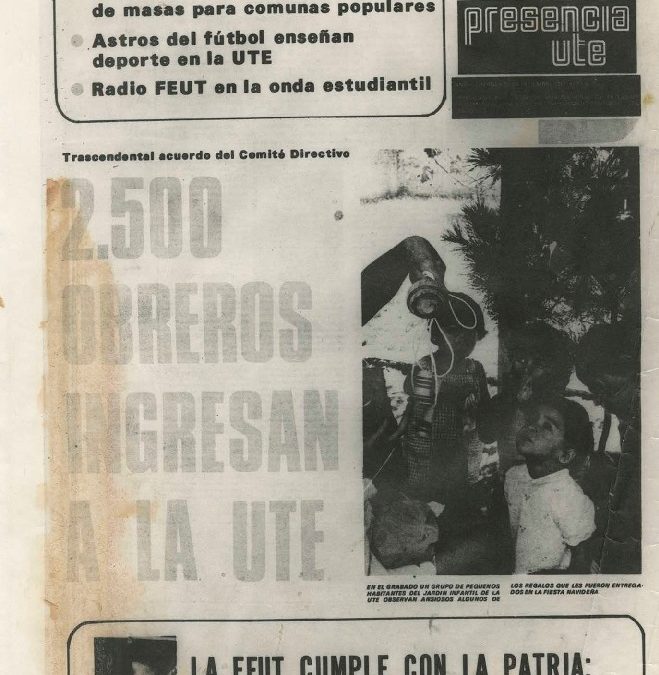 de masas para comunas populares
Astros del fútbol enseñan
deporte en la UTE
Radio FEUT en la onda estudiantil
presencia
ute
Trascendental acuerdo del Comité Directivo
2.500
OBREROS
INGRESAN
A LA UTE
EN EL GRABADO UN GRUPO DE PEQUEÑOS
HABITANTES DEL JARDIN INFANTIL DE LA
UTE OBSERVAN ANSIOSOS ALGUNOS DE
LOS REGALOS QUE LES FUERON ENTREGA-
DOS EN LA FIESTA NAVIDEÑA
LA FEUT CUMPLE CON LA PATRIA: